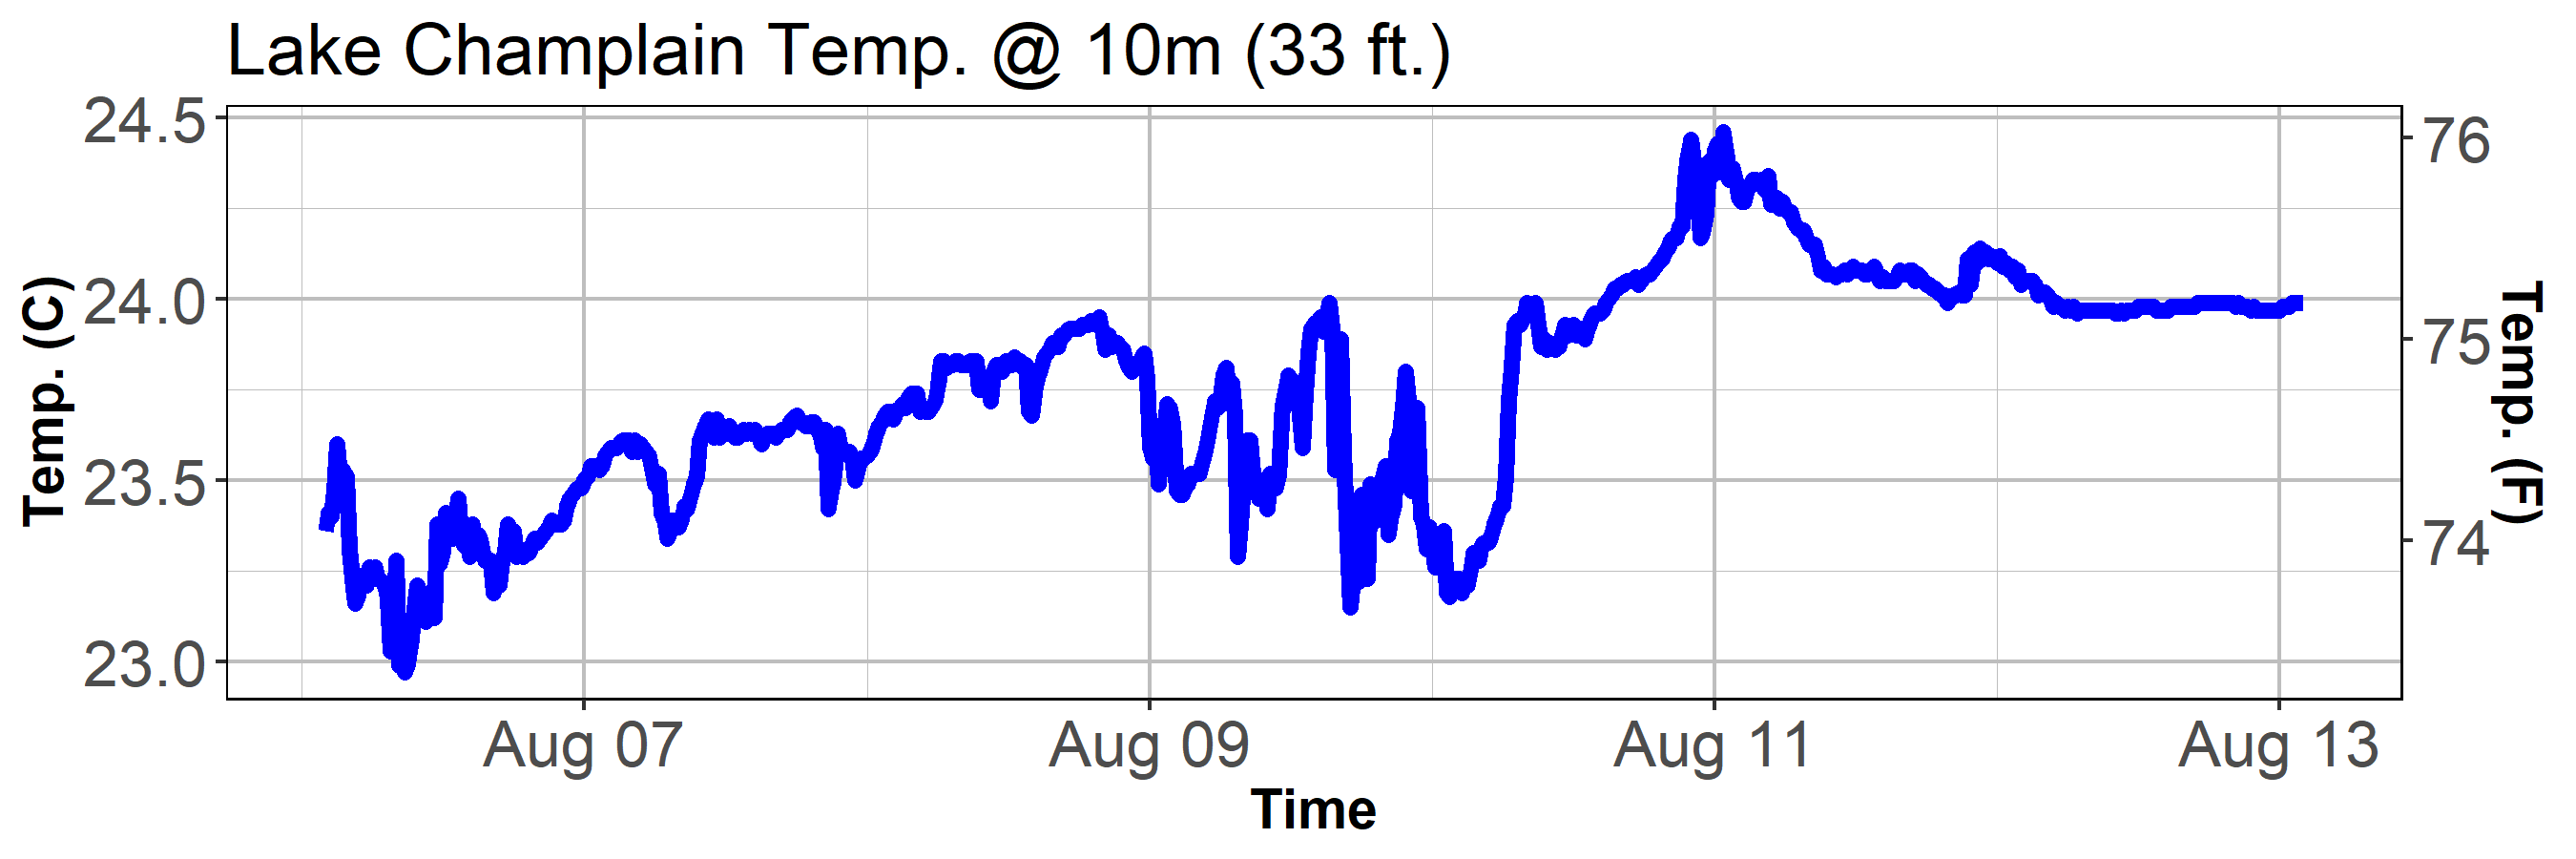 Lake Champlain Temp. @ 10m (33 ft.)
24.5
24.0
23.5
23.0
Temp. (C)
76
75
74
Temp. (F)
Aug 07
Aug 09
Aug 11
Aug 13
Time